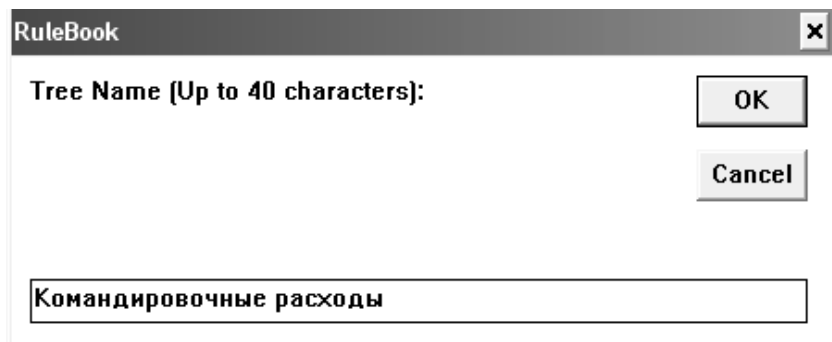 RuleBook
Tree Name (Up to 40 characters):
OK
Cancel
Командировочные расходы